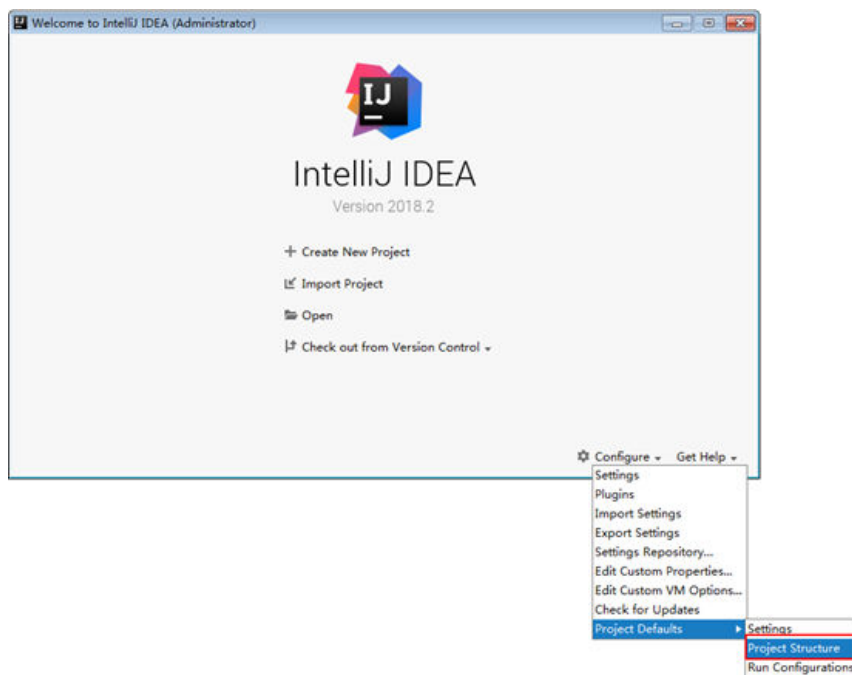 Welcome to IntelliJ IDEA (Administrator)
IJ
IntelliJ IDEA
Version 2018.2
Create New Project
Import Project
Open
Check out from Version Control
Configure Get Help
Settings
Plugins
Import Settings
Export Settings
Settings Repository...
Edit Custom Properties...
Edit Custom VM Options...
Check for Updates
Project Defaults Settings
Project Structure
Run Configurations